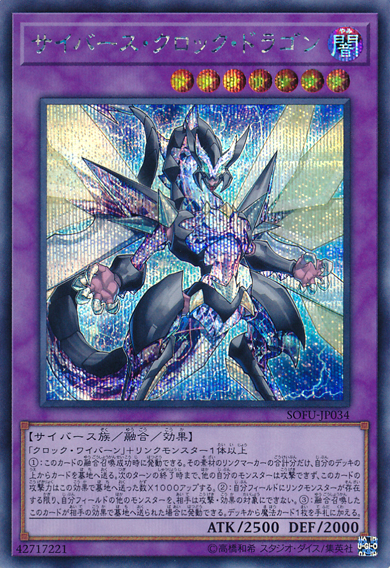 サイバース・クロック・ドラゴン
闇
SOFU-JP034
【サイバース族／融合／効果】
「クロック・ワイバーン」＋リンクモンスター1体以上
①：このカードの融合召喚成功時に発動できる。その素材のリンクマーカーの合計分だけ、自分のデッキの
上からカードを墓地へ送る。次のターンの終了時まで、他の自分のモンスターは攻撃できず、このカードの
攻撃力はこの効果で墓地へ送った数×1000アップする。②：自分フィールドにリンクモンスターが存在
する限り、自分フィールドの他のモンスターを、相手は攻撃・効果の対象にできない。③：融合召喚した
このカードが相手の効果で墓地へ送られた場合に発動できる。デッキから魔法カード1枚を手札に加える。
ATK/2500 DEF/2000
42717221
©高橋和希 スタジオ・ダイス/集英社